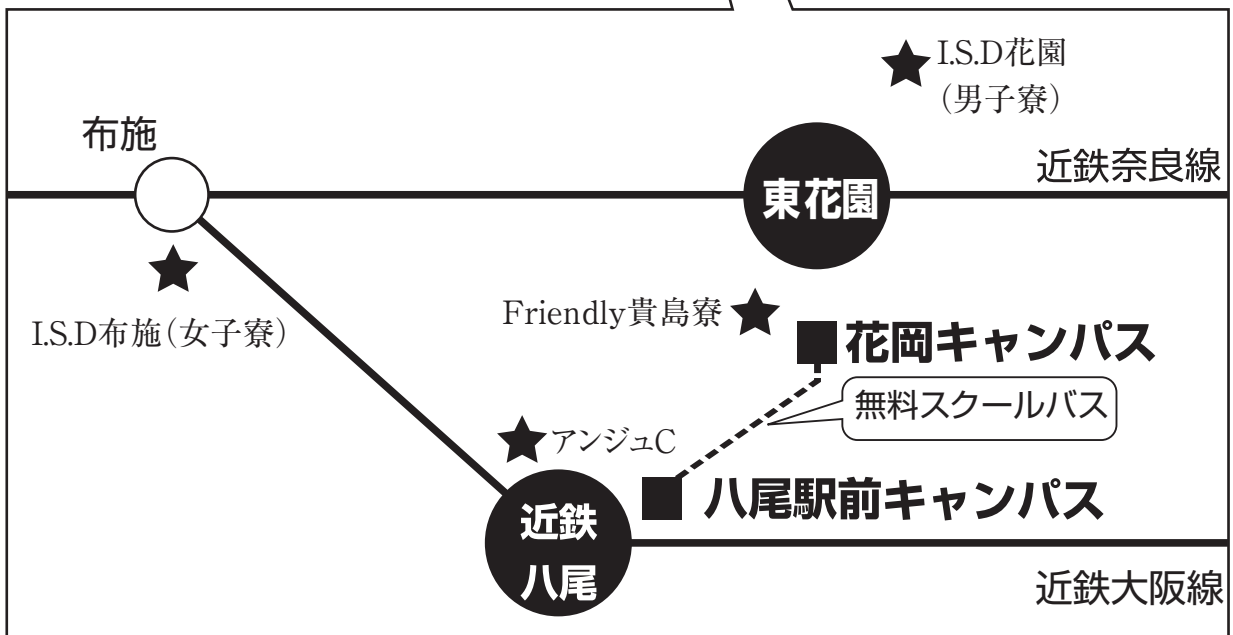 I.S.D花園
（男子寮）
布施
近鉄奈良線
東花園
I.S.D布施（女子寮）
Friendly貴島寮
花岡キャンパス
無料スクールバス
アンジュC
八尾駅前キャンパス
近鉄
八尾
近鉄大阪線